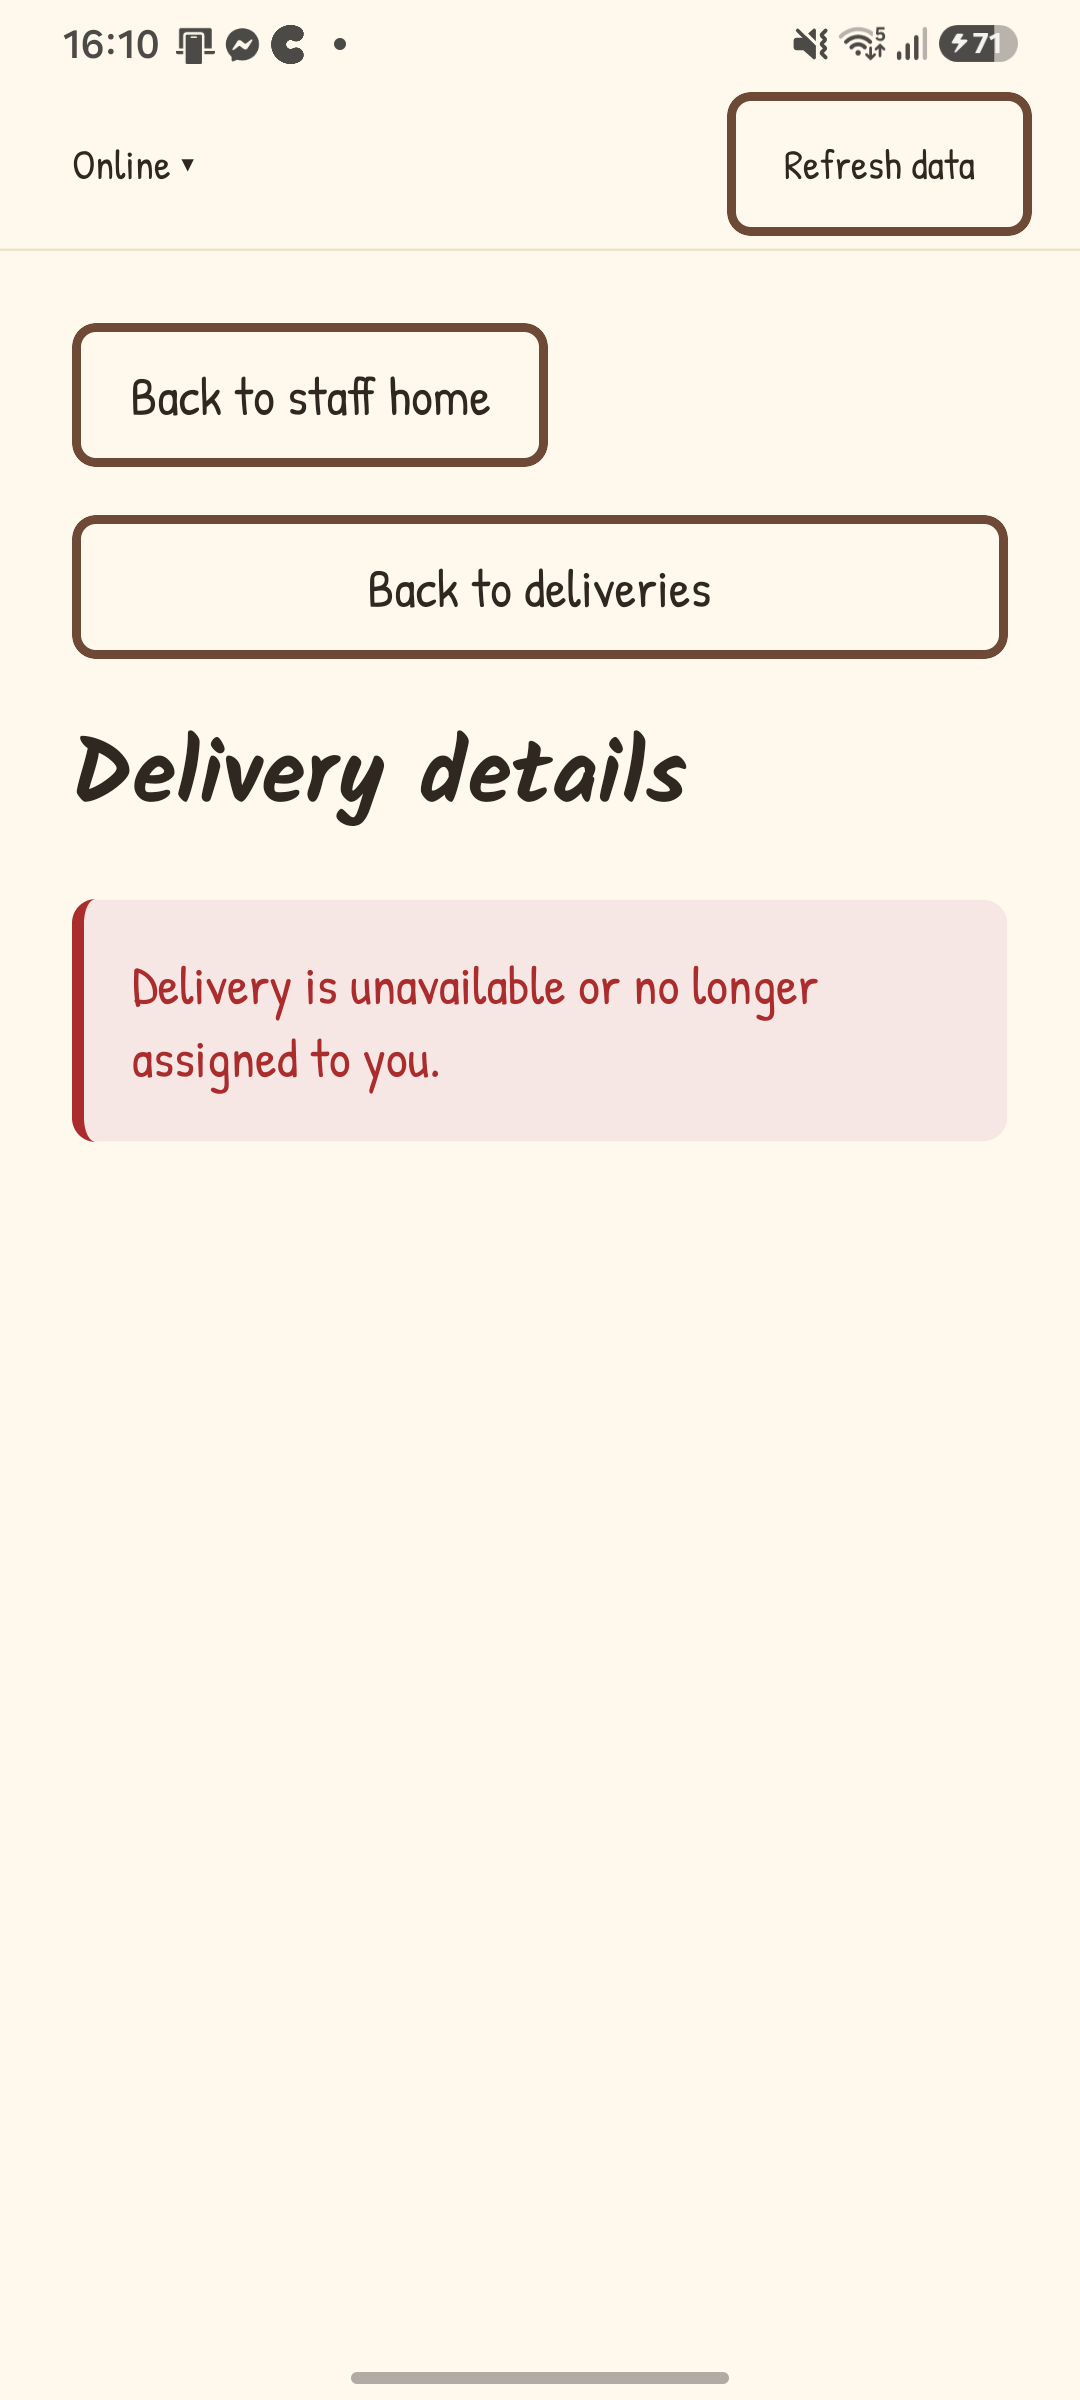 16:10
5
71
Online ▾
Refresh data
Back to staff home
Back to deliveries
Delivery details
Delivery is unavailable or no longer
assigned to you.